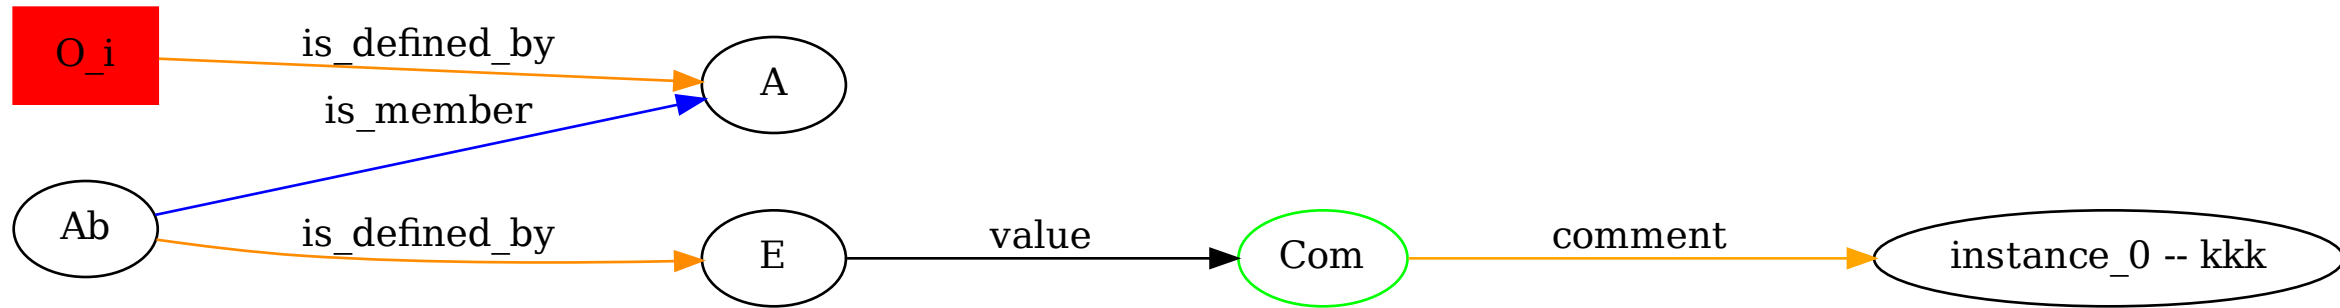 O_i
is_defined_by
A
is_member
Ab
is_defined_by
E
value
Com
comment
instance_0 -- kkk